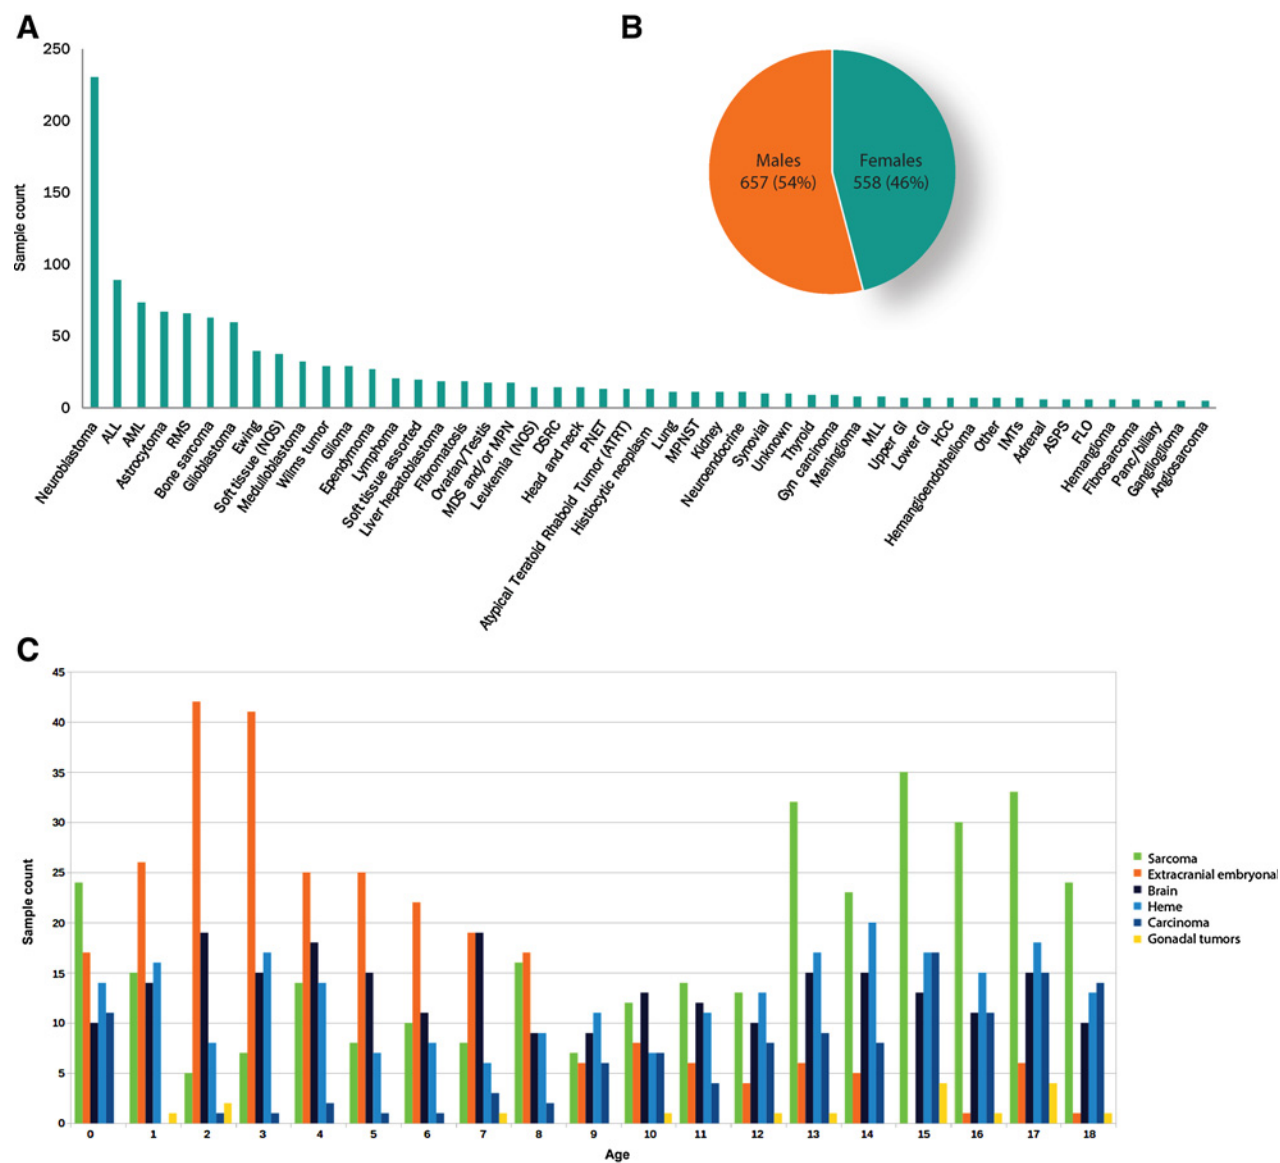 A
B
250
200
150
100
50
0
Sample count
Neuroblastoma
ALL
AML
Astrocytoma
RMS
Bone sarcoma
Glioblastoma
Ewing
Soft tissue (NOS)
Medulloblastoma
Wilms tumor
Glioma
Ependymoma
Lymphoma
Soft tissue assorted
Liver hepatoblastoma
Fibromatosis
Ovarian/Testis
MDS and/or MPN
Leukemia (NOS)
DSRC
Head and neck
PNET
Atypical Teratoid Rhaboid Tumor (ATRT)
Histiocytic neoplasm
Lung
MPNST
Kidney
Neuroendocrine
Synovial
Unknown
Thyroid
Gyn carcinoma
Meningioma
MLL
Upper GI
Lower GI
HCC
Hemangioendothelioma
Other
IMTs
Adrenal
ASPS
FLO
Hemangioma
Fibrosarcoma
Panc/biliary
Ganglioglioma
Angiosarcoma
Males
657 (54%)
Females
558 (46%)
C
45
40
35
30
25
20
15
10
5
0
Sample count
0 1 2 3 4 5 6 7 8 9 10 11 12 13 14 15 16 17 18
Age
Sarcoma
Extracranial embryonal
Brain
Heme
Carcinoma
Gonadal tumors